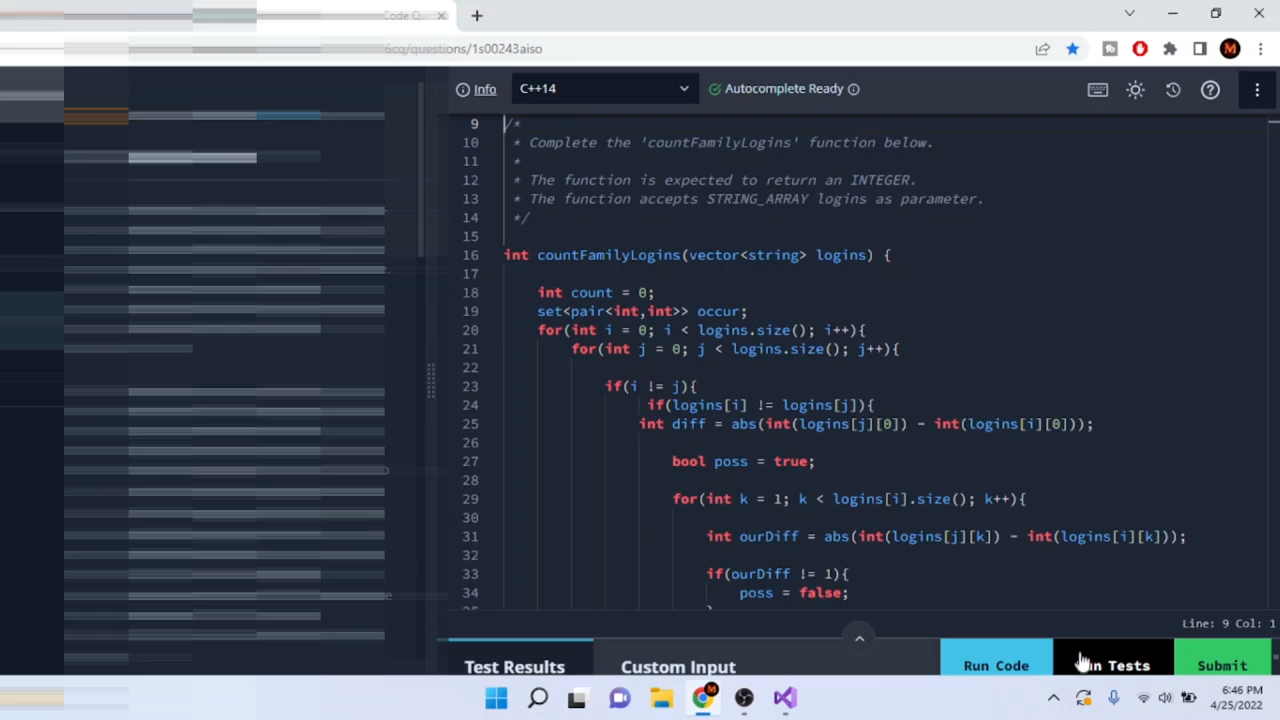 Code Q
6cq/questions/1s00243aiso
Info
C++14
Autocomplete Ready
9 /*
10 * Complete the 'countFamilyLogins' function below.
11 *
12 * The function is expected to return an INTEGER.
13 * The function accepts STRING_ARRAY logins as parameter.
14 */
15
16 int countFamilyLogins(vector<string> logins) {
17
18 int count = 0;
19 set<pair<int,int>> occur;
20 for(int i = 0; i < logins.size(); i++){
21 for(int j = 0; j < logins.size(); j++){
22
23 if(i != j){
24 if(logins[i] != logins[j]){
25 int diff = abs(int(logins[j][0]) - int(logins[i][0]));
26
27 bool poss = true;
28
29 for(int k = 1; k < logins[i].size(); k++){
30
31 int ourDiff = abs(int(logins[j][k]) - int(logins[i][k]));
32
33 if(ourDiff != 1){
34 poss = false;
Line: 9 Col: 1
Test Results
Custom Input
Run Code
n Tests
Submit
6:46 PM
4/25/2022